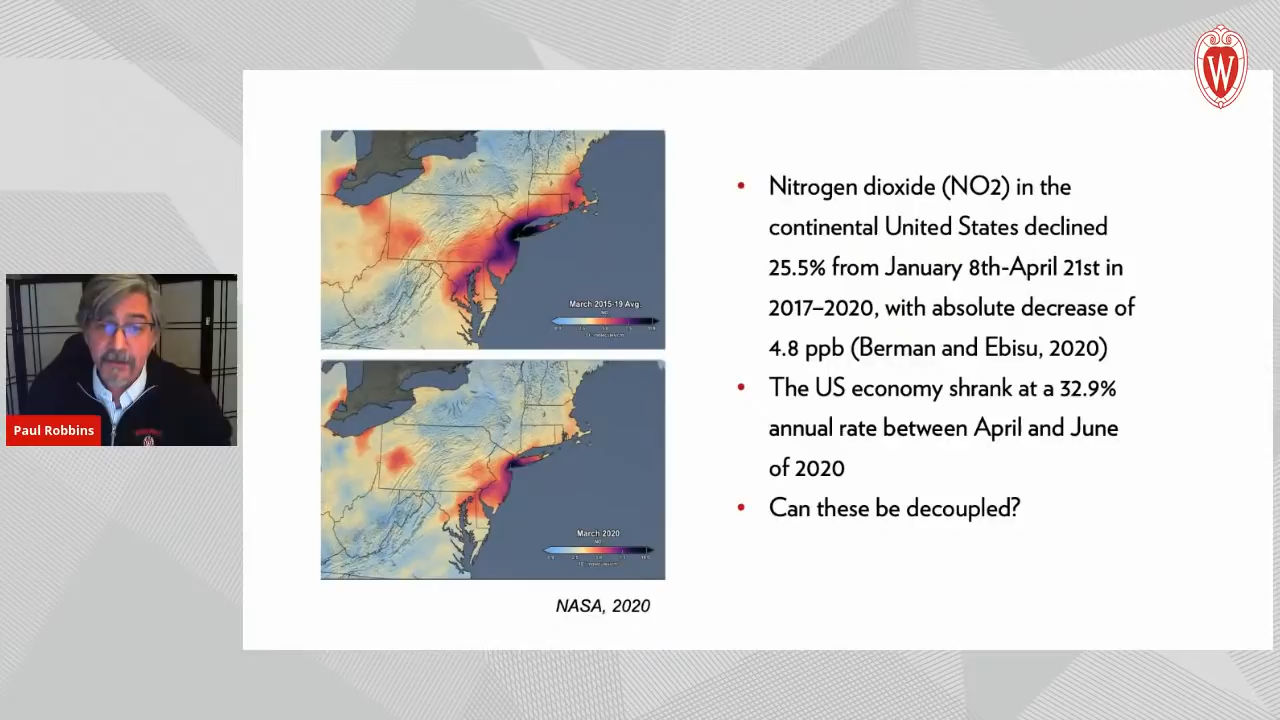 W
Nitrogen dioxide (NO2) in the
continental United States declined
25.5% from January 8th-April 21st in
2017–2020, with absolute decrease of
4.8 ppb (Berman and Ebisu, 2020)
The US economy shrank at a 32.9%
annual rate between April and June
of 2020
Can these be decoupled?
March 2015-19 Avg.
March 2020
NASA, 2020
Paul Robbins